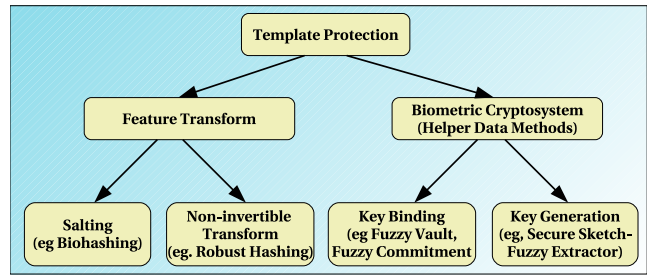 Template Protection
Feature Transform
Biometric Cryptosystem
(Helper Data Methods)
Salting
(eg Biohashing)
Non-invertible
Transform
(eg. Robust Hashing)
Key Binding
(eg Fuzzy Vault,
Fuzzy Commitment
Key Generation
(eg, Secure Sketch-
Fuzzy Extractor)